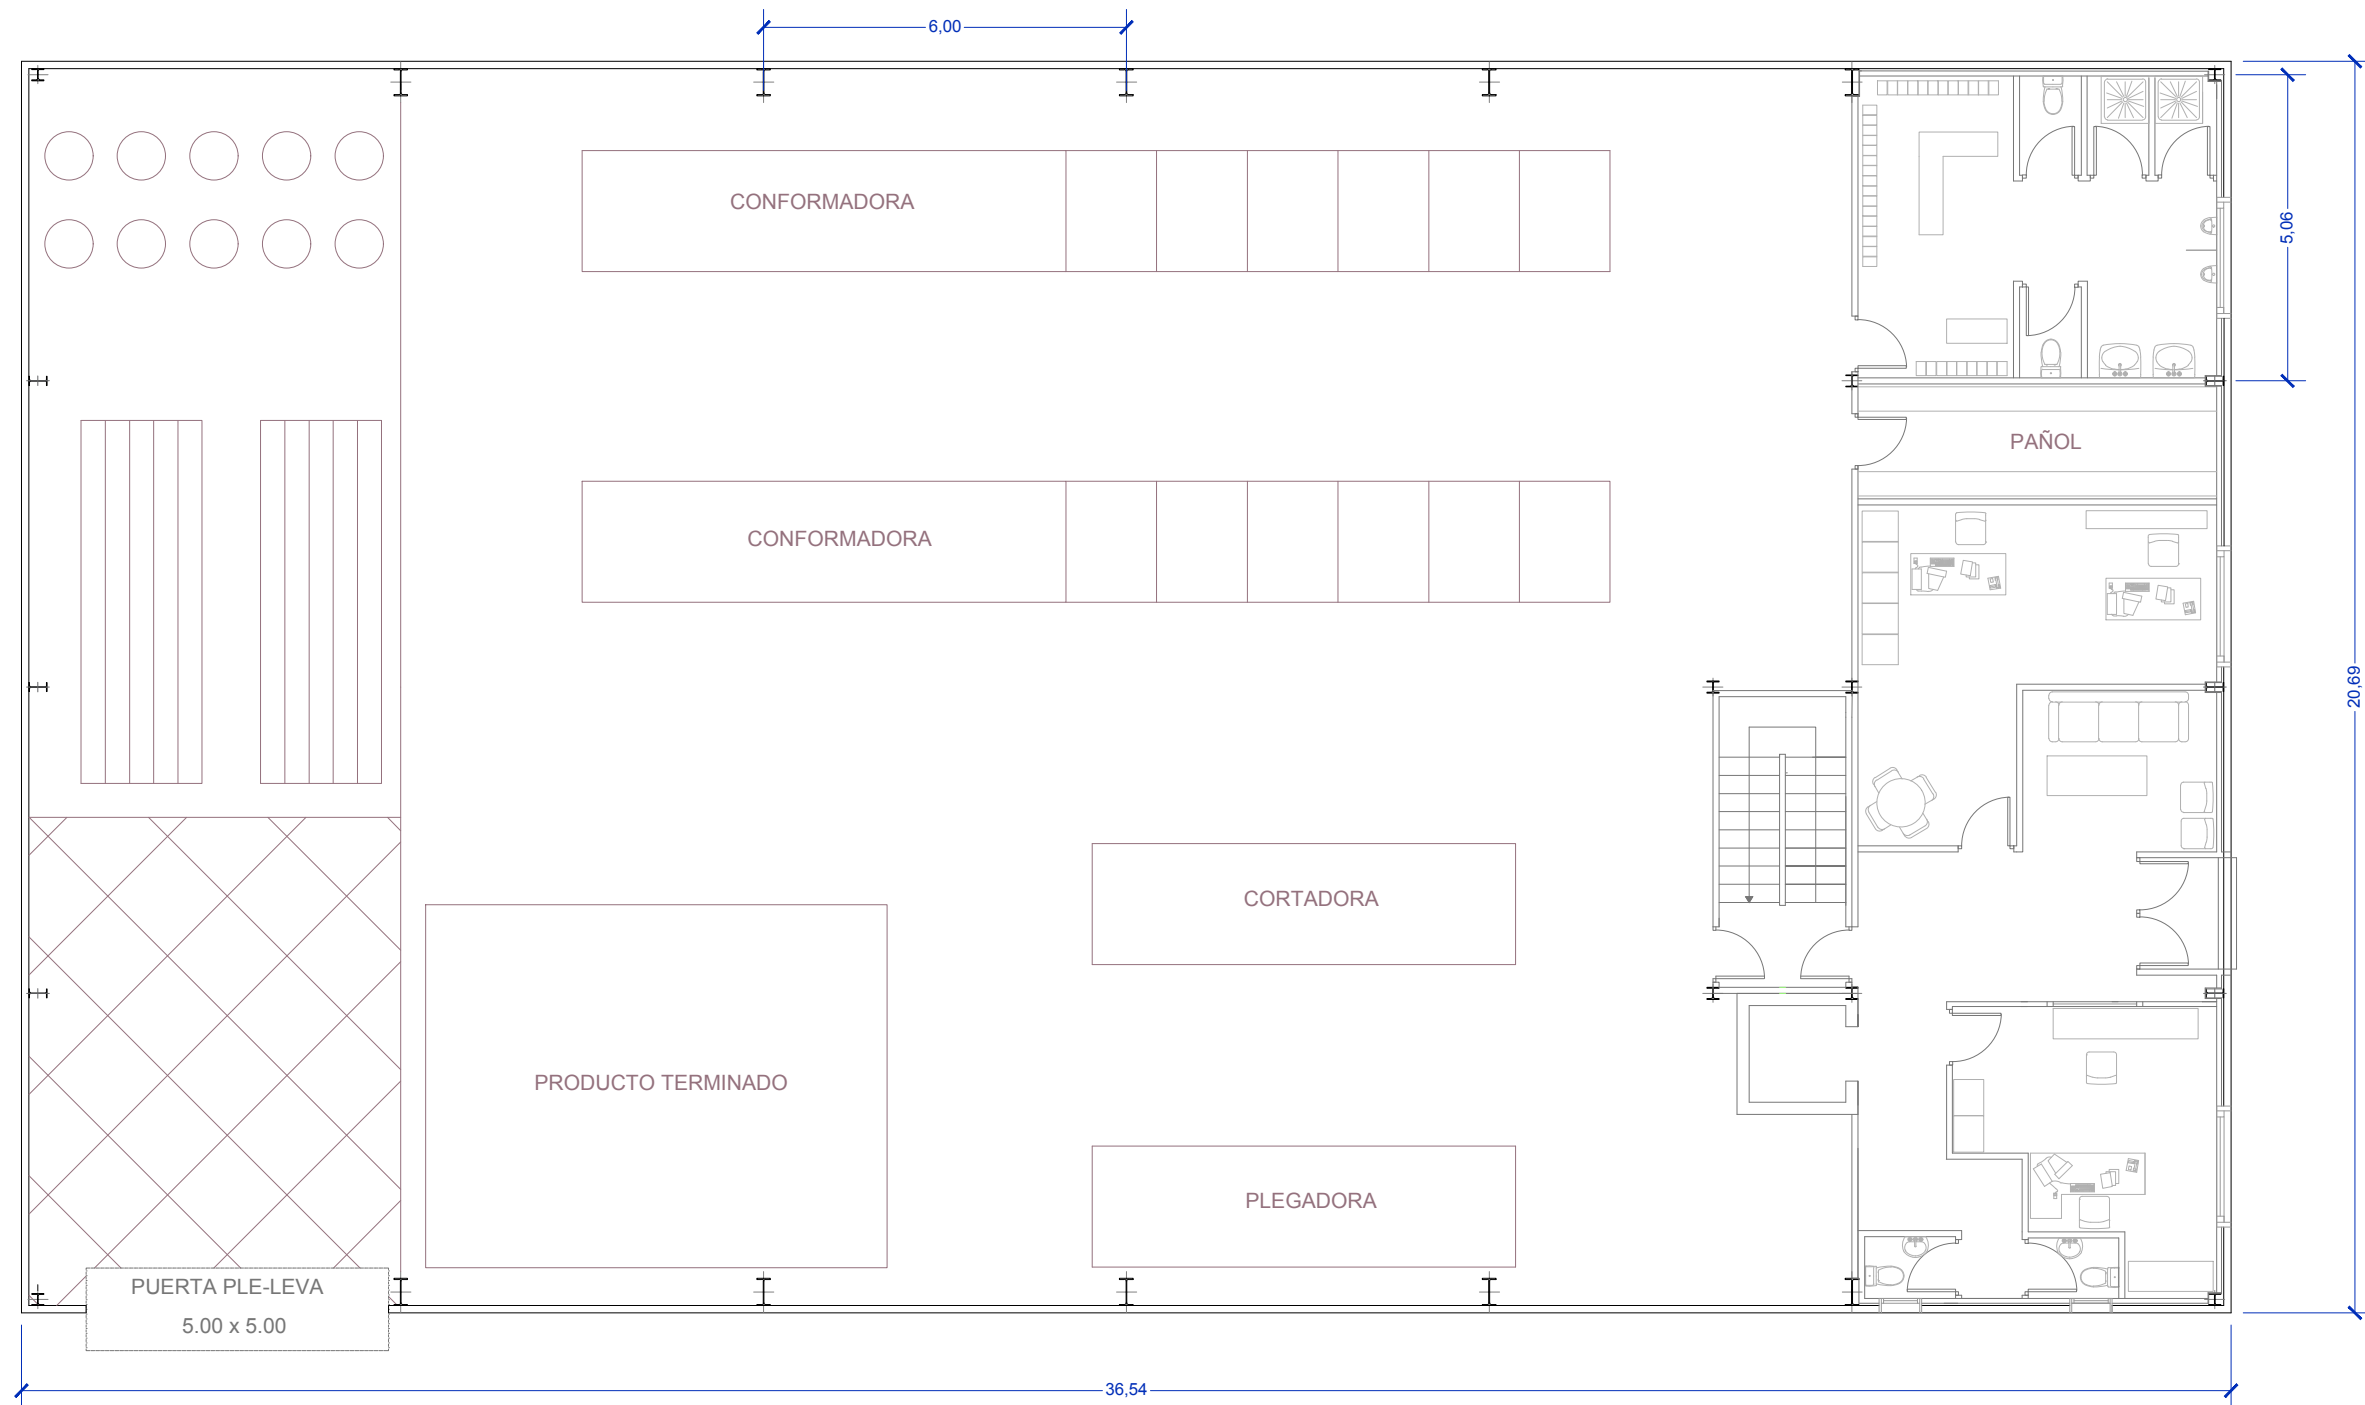 6,00
CONFORMADORA
5,06
PAÑOL
CONFORMADORA
20,69
CORTADORA
PRODUCTO TERMINADO
PLEGADORA
PUERTA PLE-LEVA
5.00 x 5.00
36,54